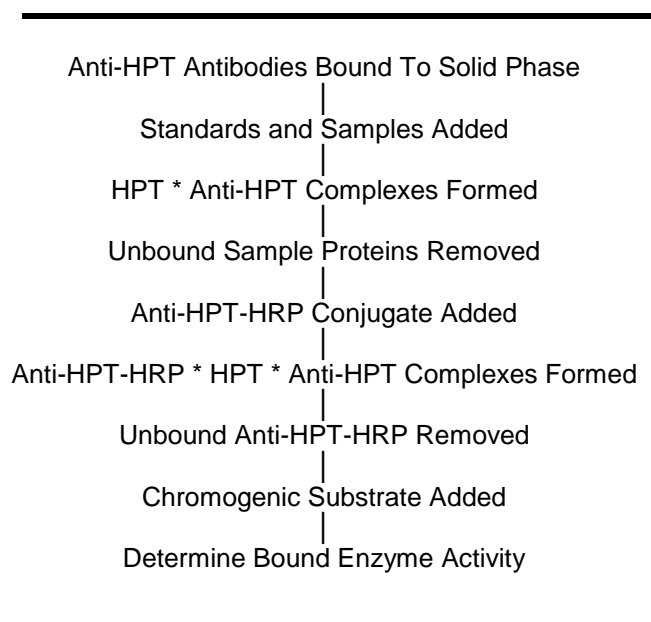 Anti-HPT Antibodies Bound To Solid Phase
Standards and Samples Added
HPT * Anti-HPT Complexes Formed
Unbound Sample Proteins Removed
Anti-HPT-HRP Conjugate Added
Anti-HPT-HRP * HPT * Anti-HPT Complexes Formed
Unbound Anti-HPT-HRP Removed
Chromogenic Substrate Added
Determine Bound Enzyme Activity